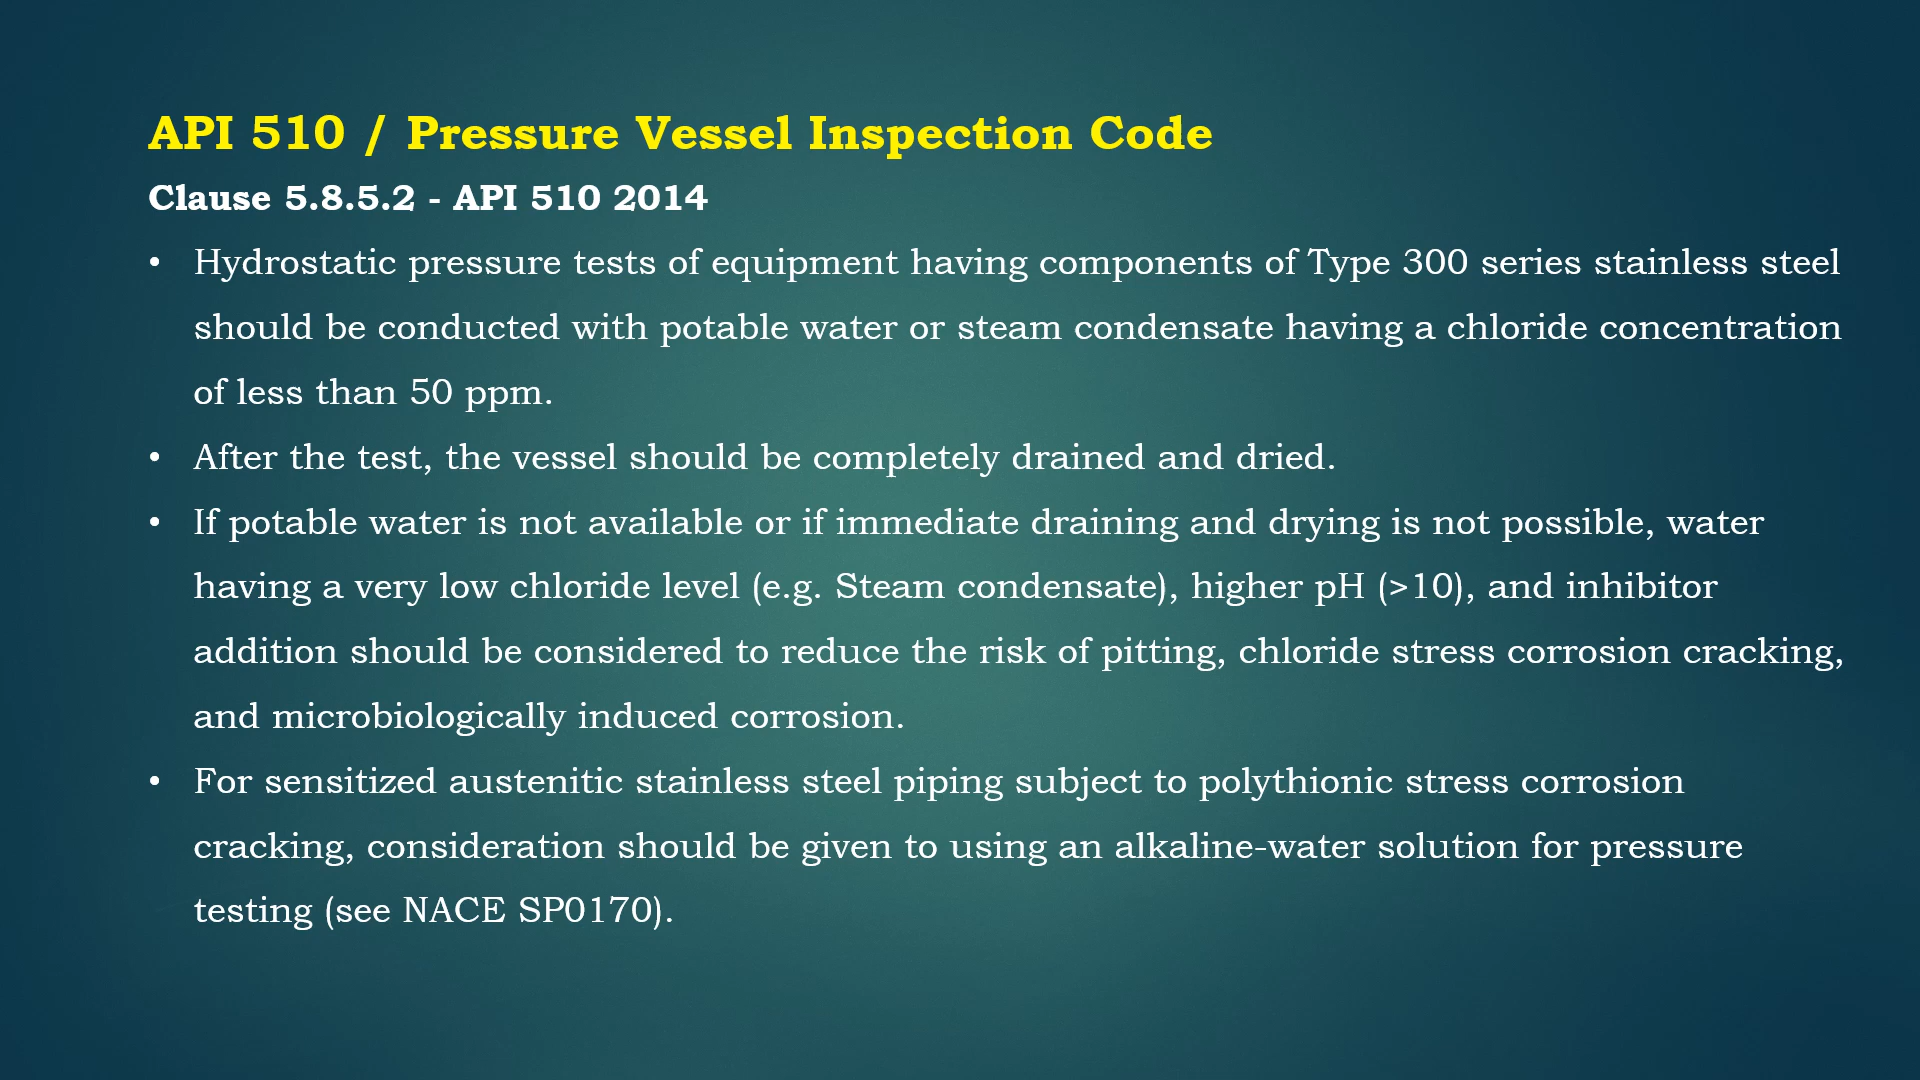 API 510 / Pressure Vessel Inspection Code
Clause 5.8.5.2 - API 510 2014
• Hydrostatic pressure tests of equipment having components of Type 300 series stainless steel
should be conducted with potable water or steam condensate having a chloride concentration
of less than 50 ppm.
• After the test, the vessel should be completely drained and dried.
• If potable water is not available or if immediate draining and drying is not possible, water
having a very low chloride level (e.g. Steam condensate), higher pH (>10), and inhibitor
addition should be considered to reduce the risk of pitting, chloride stress corrosion cracking,
and microbiologically induced corrosion.
• For sensitized austenitic stainless steel piping subject to polythionic stress corrosion
cracking, consideration should be given to using an alkaline-water solution for pressure
testing (see NACE SP0170).